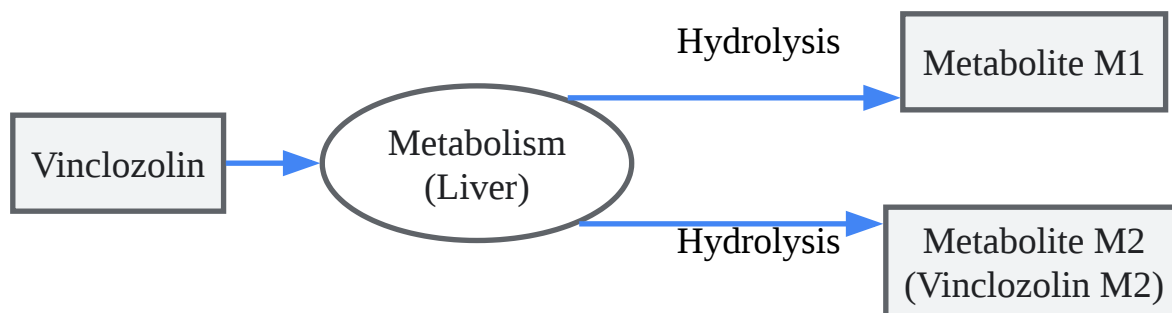 Vinclozolin
Metabolism
(Liver)
Hydrolysis
Metabolite M1
Hydrolysis
Metabolite M2
(Vinclozolin M2)